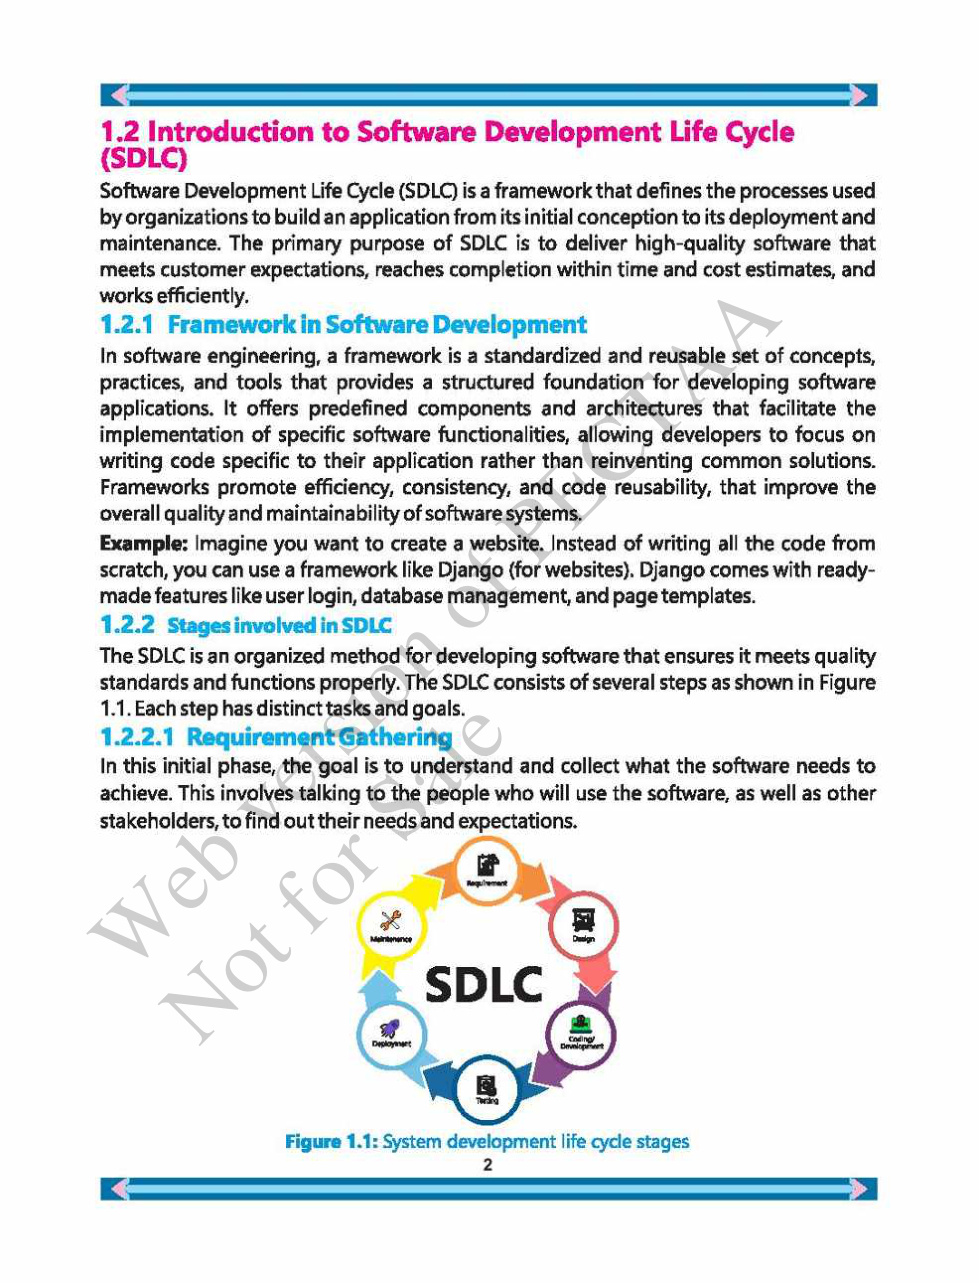 1.2 Introduction to Software Development Life Cycle
(SDLC)
Software Development Life Cycle (SDLC) is a framework that defines the processes used
by organizations to build an application from its initial conception to its deployment and
maintenance. The primary purpose of SDLC is to deliver high-quality software that
meets customer expectations, reaches completion within time and cost estimates, and
works efficiently.
1.2.1 Framework in Software Development
In software engineering, a framework is a standardized and reusable set of concepts,
practices, and tools that provides a structured foundation for developing software
applications. It offers predefined components and architectures that facilitate the
implementation of specific software functionalities, allowing developers to focus on
writing code specific to their application rather than reinventing common solutions.
Frameworks promote efficiency, consistency, and code reusability, that improve the
overall quality and maintainability of software systems.
Example: Imagine you want to create a website. Instead of writing all the code from
scratch, you can use a framework like Django (for websites). Django comes with ready-
made features like user login, database management, and page templates.
1.2.2 Stages involved in SDLC
The SDLC is an organized method for developing software that ensures it meets quality
standards and functions properly. The SDLC consists of several steps as shown in Figure
1.1. Each step has distinct tasks and goals.
1.2.2.1 Requirement Gathering
In this initial phase, the goal is to understand and collect what the software needs to
achieve. This involves talking to the people who will use the software, as well as other
stakeholders, to find out their needs and expectations.
Requirement
Maintenance
Design
SDLC
Deployment
Coding/
Development
Testing
Figure 1.1: System development life cycle stages
2
Web version of PECTAA
Not for Sale